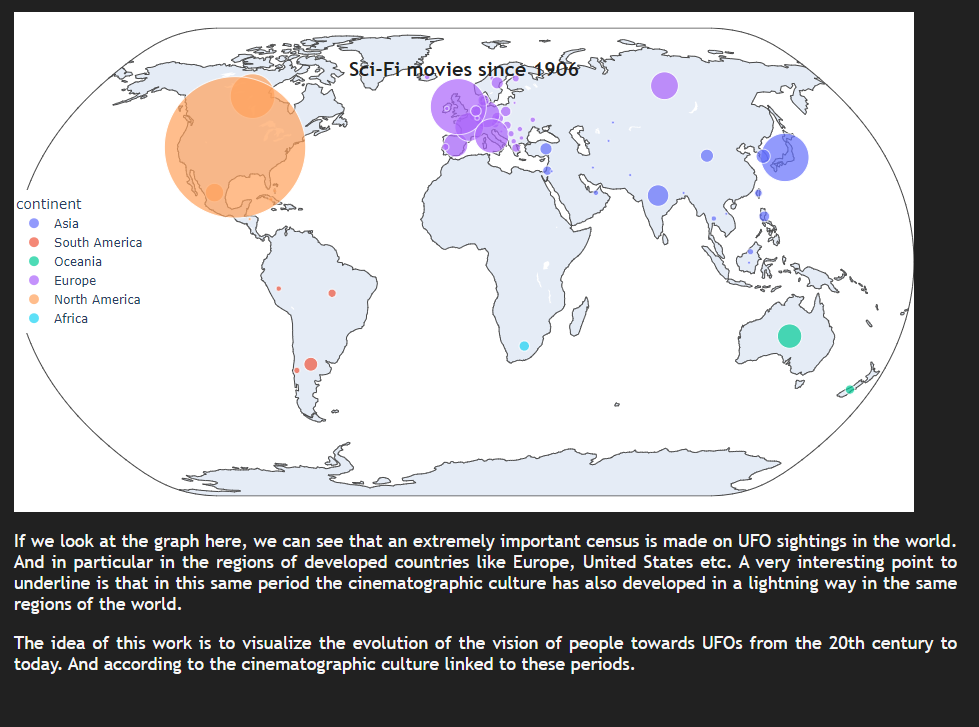 Sci-Fi movies since 1906
continent
Asia
South America
Oceania
Europe
North America
Africa
If we look at the graph here, we can see that an extremely important census is made on UFO sightings in the world.
And in particular in the regions of developed countries like Europe, United States etc. A very interesting point to
underline is that in this same period the cinematographic culture has also developed in a lightning way in the same
regions of the world.
The idea of this work is to visualize the evolution of the vision of people towards UFOs from the 20th century to
today. And according to the cinematographic culture linked to these periods.